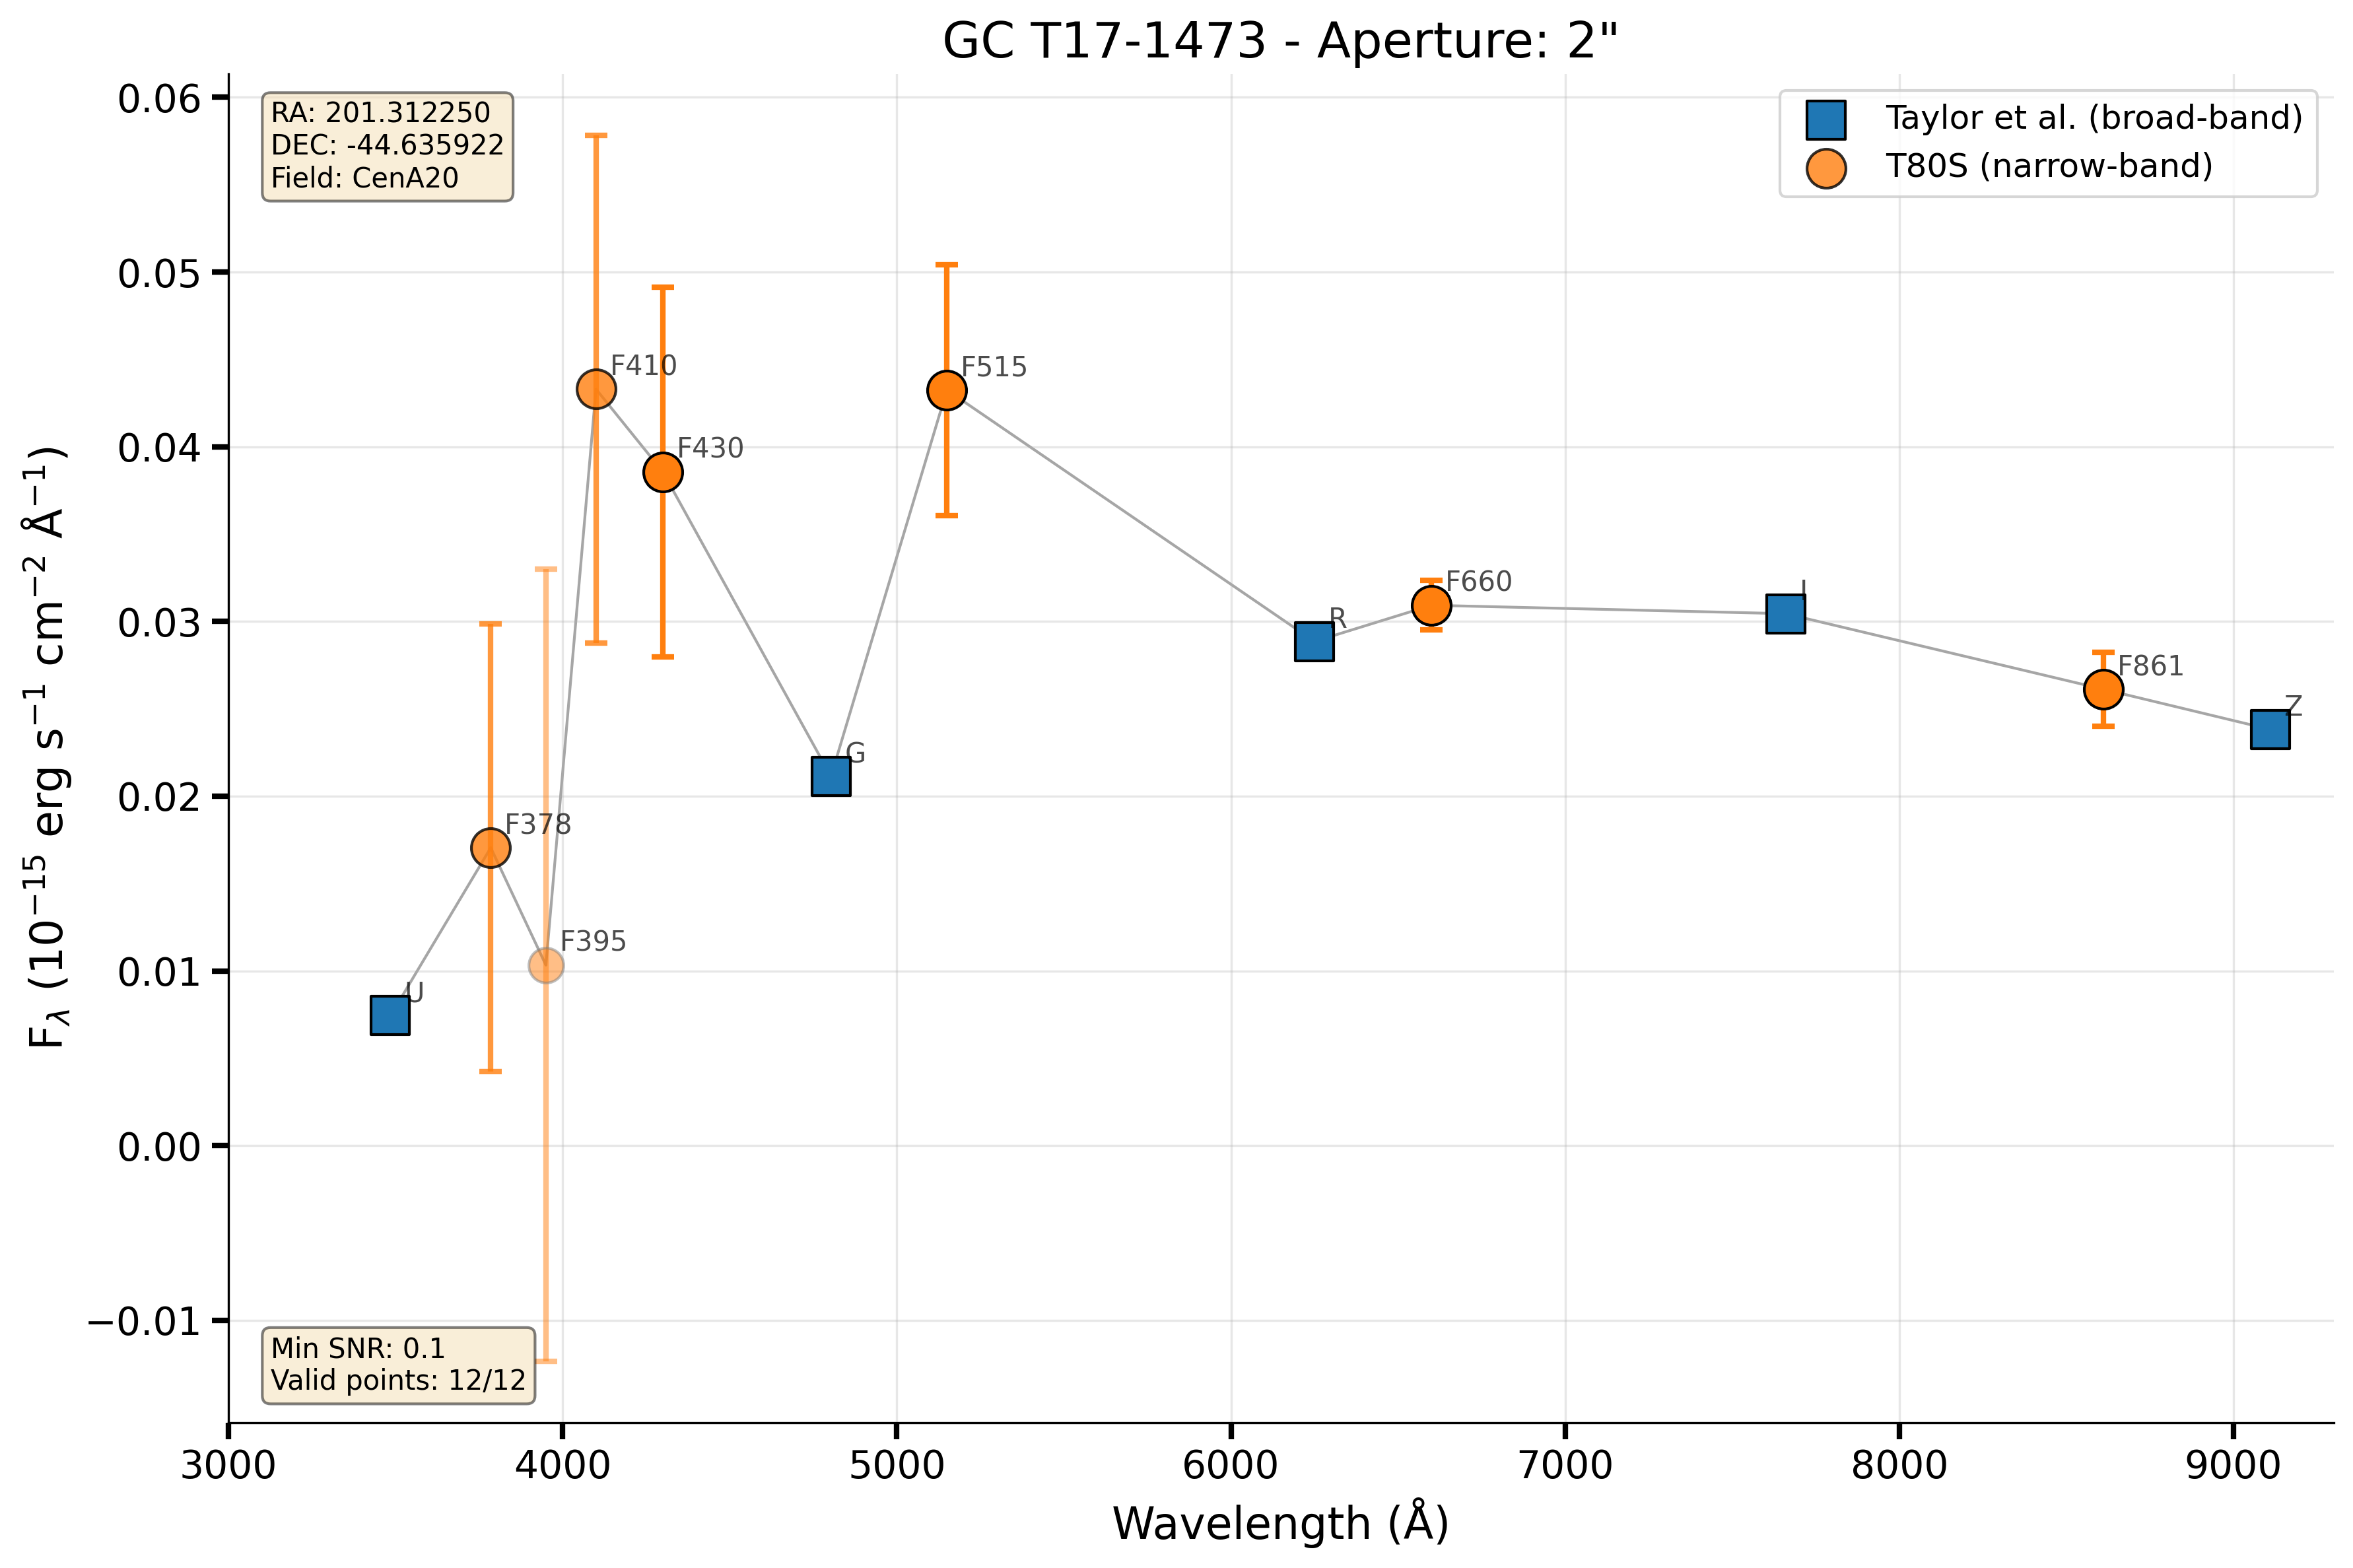 GC T17-1473 - Aperture: 2"
RA: 201.312250
DEC: -44.635922
Field: CenA20
Taylor et al. (broad-band)
T80S (narrow-band)
0.06
0.05
0.04
0.03
0.02
0.01
0.00
−0.01
F$_λ$ (10$^{−15}$ erg s$^{−1}$ cm$^{−2}$ Å$^{−1}$)
U
F378
F395
F410
F430
G
F515
R
F660
I
F861
Z
Min SNR: 0.1
Valid points: 12/12
3000 4000 5000 6000 7000 8000 9000
Wavelength (Å)